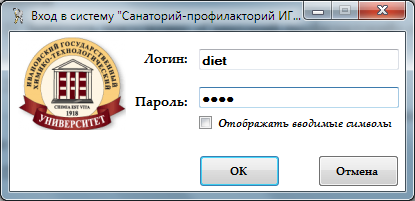 Вход в систему "Санаторий-профилакторий ИГ...
ИВАНОВСКИЙ ГОСУДАРСТВЕННЫЙ
ХИМИКО-ТЕХНОЛОГИЧЕСКИЙ
CHIMIA EST VITA
1918
УНИВЕРСИТЕТ
Логин:
diet
Пароль:
●●●●
Отображать вводимые символы
OK
Отмена